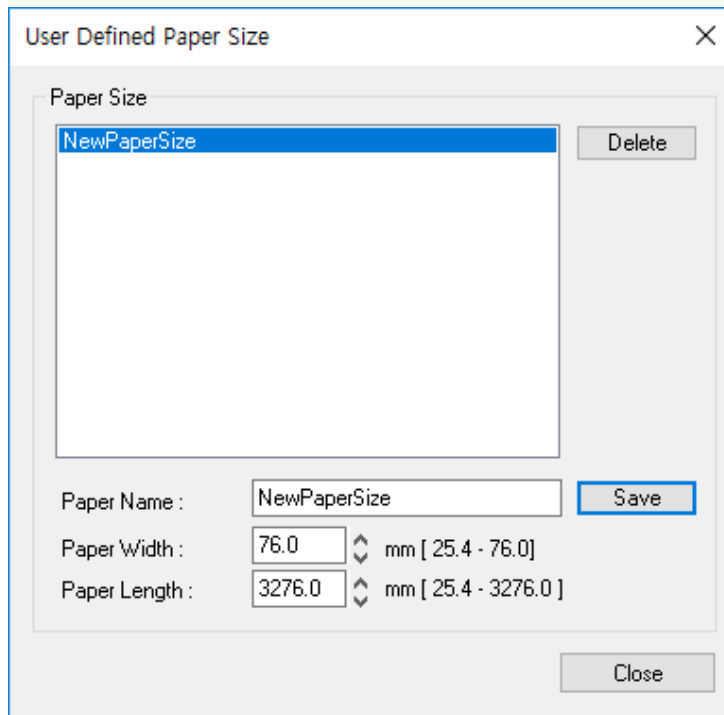 User Defined Paper Size
Paper Size
NewPaperSize
Delete
Paper Name : NewPaperSize Save
Paper Width : 76.0 mm [ 25.4 - 76.0]
Paper Length : 3276.0 mm [ 25.4 - 3276.0 ]
Close